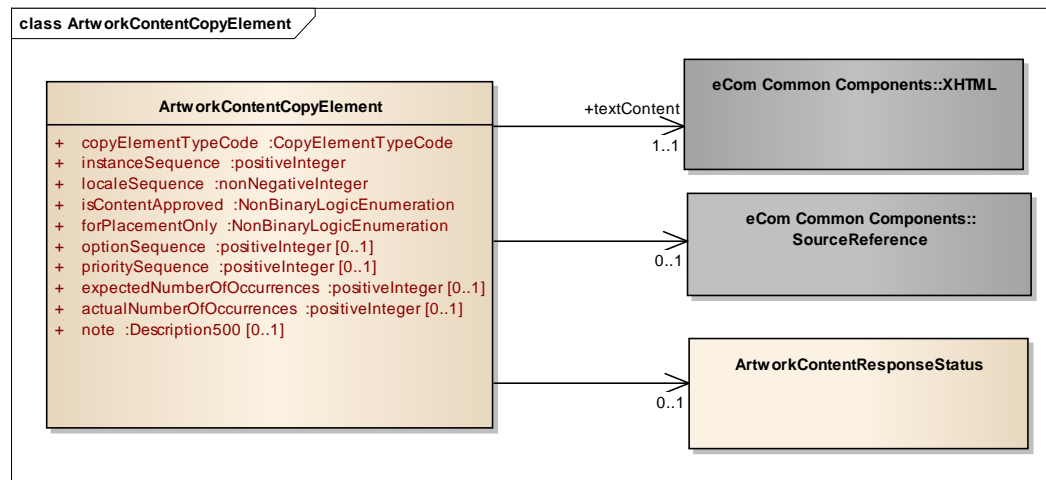 class ArtworkContentCopyElement
ArtworkContentCopyElement
+ copyElementTypeCode :CopyElementTypeCode
+ instanceSequence :positiveInteger
+ localeSequence :nonNegativeInteger
+ isContentApproved :NonBinaryLogicEnumeration
+ forPlacementOnly :NonBinaryLogicEnumeration
+ optionSequence :positiveInteger [0..1]
+ prioritySequence :positiveInteger [0..1]
+ expectedNumberOfOccurrences :positiveInteger [0..1]
+ actualNumberOfOccurrences :positiveInteger [0..1]
+ note :Description500 [0..1]
+textContent
1..1
eCom Common Components::XHTML
0..1
eCom Common Components::
SourceReference
0..1
ArtworkContentResponseStatus